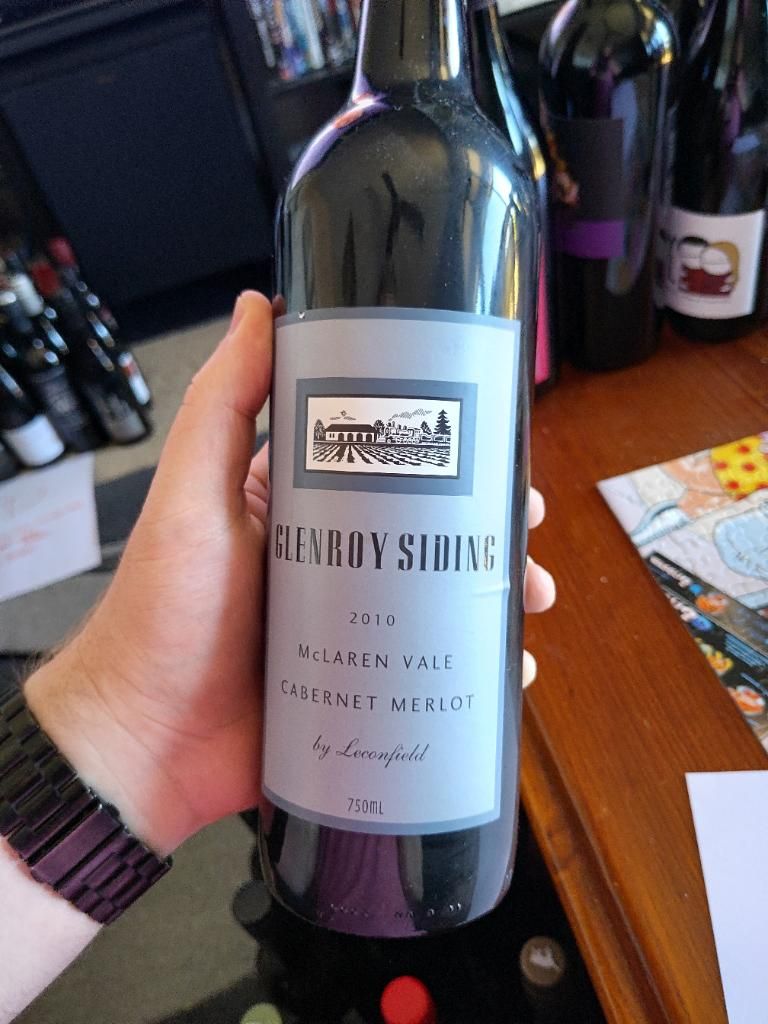 GLENROY SIDING
2010
McLAREN VALE
CABERNET MERLOT
by Leconfield
750ML